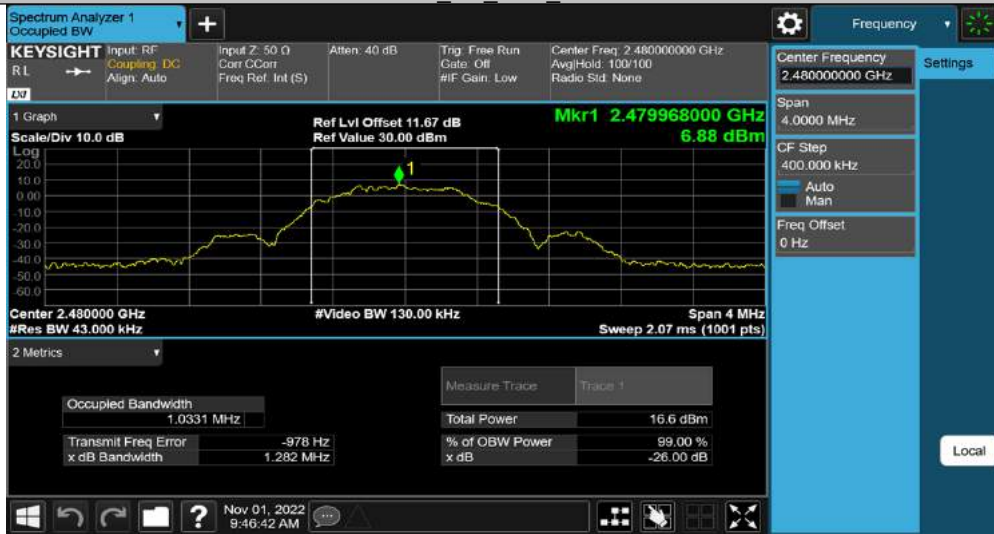 Spectrum Analyzer 1
Occupied BW
+
Frequency
KEYSIGHT
RL
LXI
Input: RF
Coupling: DC
Align: Auto
Input Z: 50 Ω
Corr CCorr
Freq Ref: Int (S)
Atten: 40 dB
Trig: Free Run
Gate: Off
#IF Gain: Low
Center Freq: 2.480000000 GHz
Avg|Hold: 100/100
Radio Std: None
Center Frequency
2.480000000 GHz
Settings
Span
4.0000 MHz
CF Step
400.000 kHz
Auto
Man
Freq Offset
0 Hz
Local
1 Graph
Scale/Div 10.0 dB
Ref Lvl Offset 11.67 dB
Ref Value 30.00 dBm
Mkr1 2.479968000 GHz
6.88 dBm
Log
20.0
10.0
0.00
-10.0
-20.0
-30.0
-40.0
-50.0
-60.0
1
Center 2.480000 GHz
#Res BW 43.000 kHz
#Video BW 130.00 kHz
Span 4 MHz
Sweep 2.07 ms (1001 pts)
2 Metrics
Measure Trace
Trace 1
Occupied Bandwidth
1.0331 MHz
Total Power
16.6 dBm
Transmit Freq Error
-978 Hz
% of OBW Power
99.00 %
x dB Bandwidth
1.282 MHz
x dB
-26.00 dB
?
Nov 01, 2022
9:46:42 AM